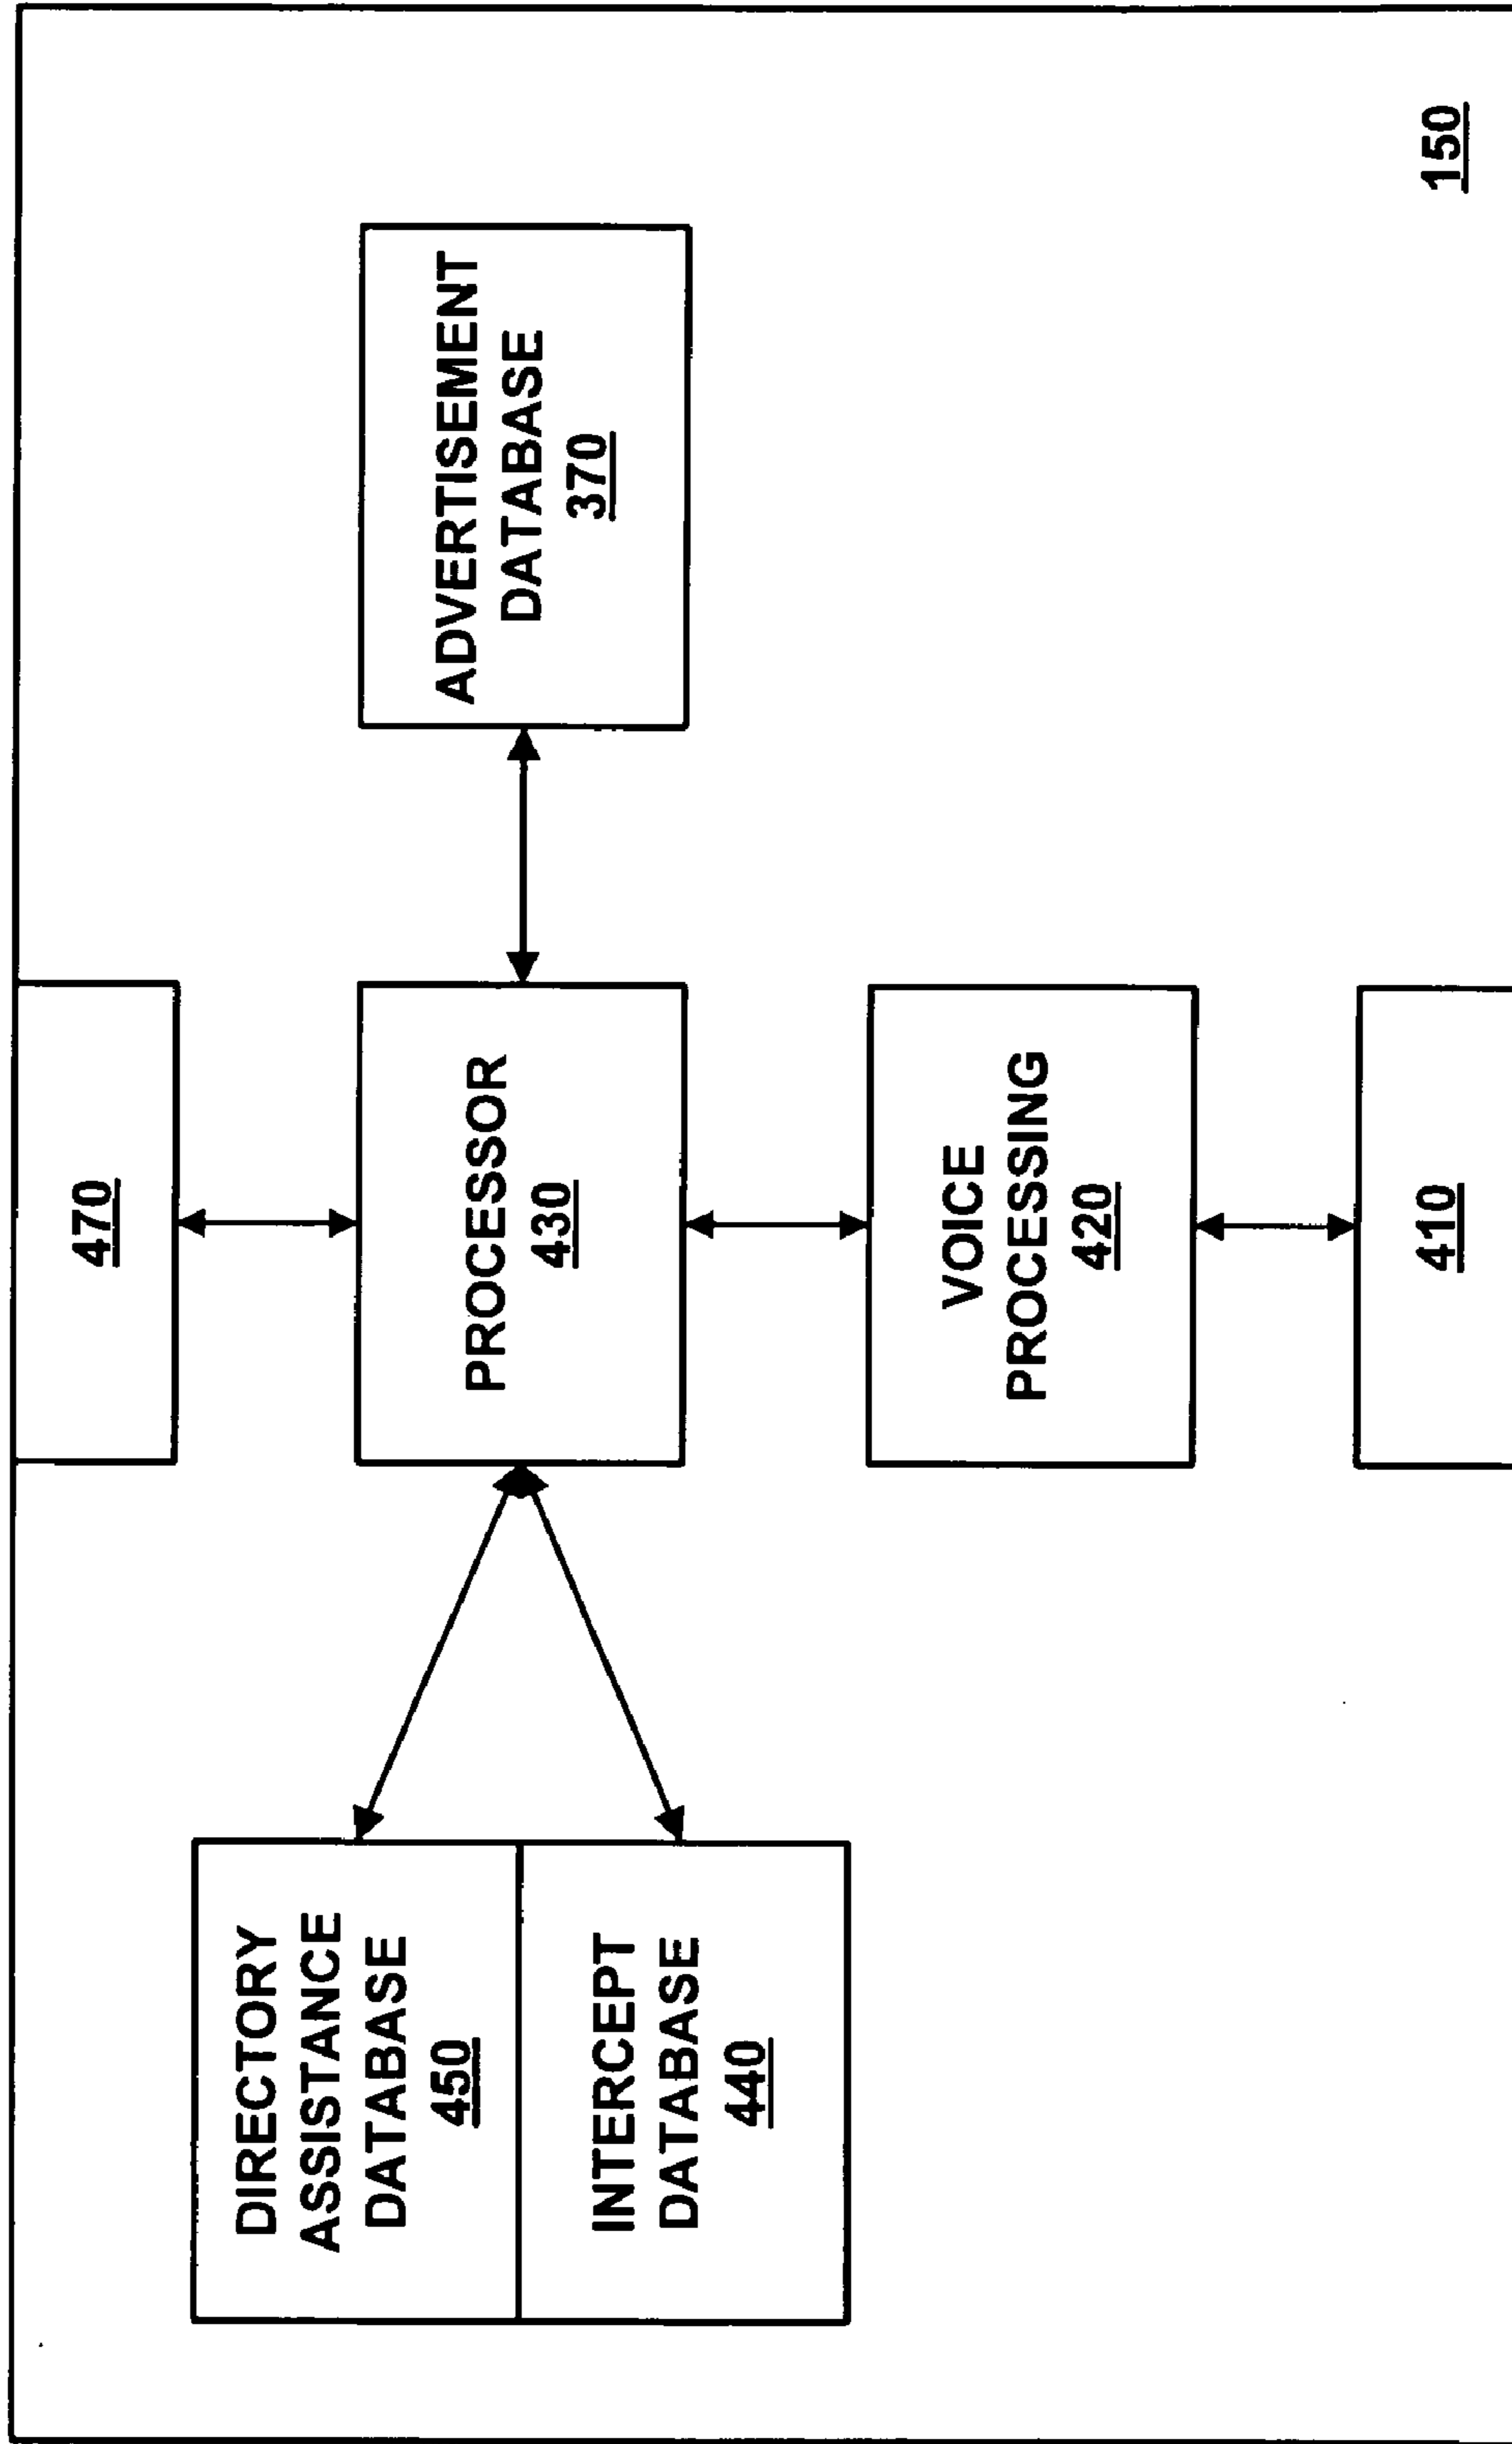 470
DIRECTORY
ASSISTANCE
DATABASE
450
INTERCEPT
DATABASE
440
PROCESSOR
430
ADVERTISEMENT
DATABASE
370
VOICE
PROCESSING
420
410
150